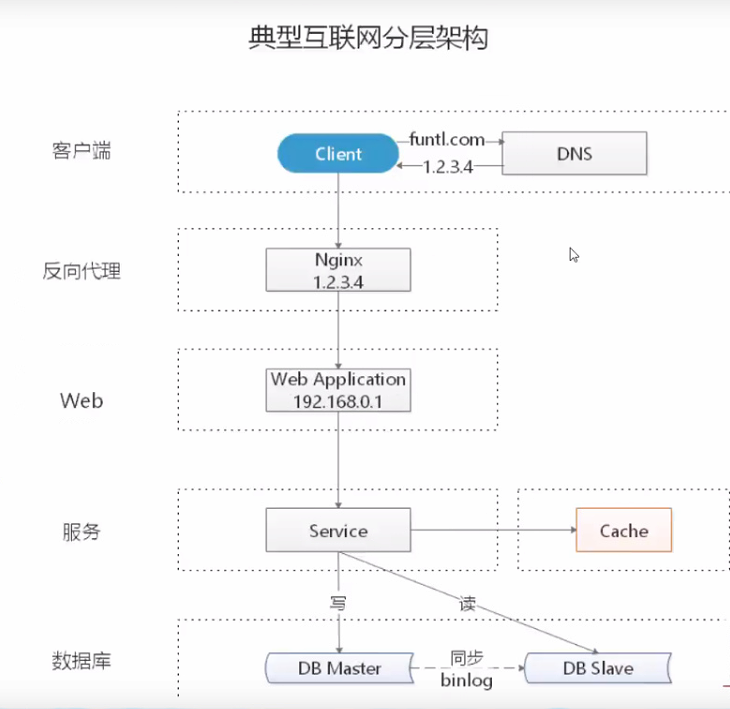 典型互联网分层架构
客户端
Client
funtl.com
1.2.3.4
DNS
反向代理
Nginx
1.2.3.4
Web
Web Application
192.168.0.1
服务
Service
Cache
写
读
数据库
DB Master
同步
binlog
DB Slave